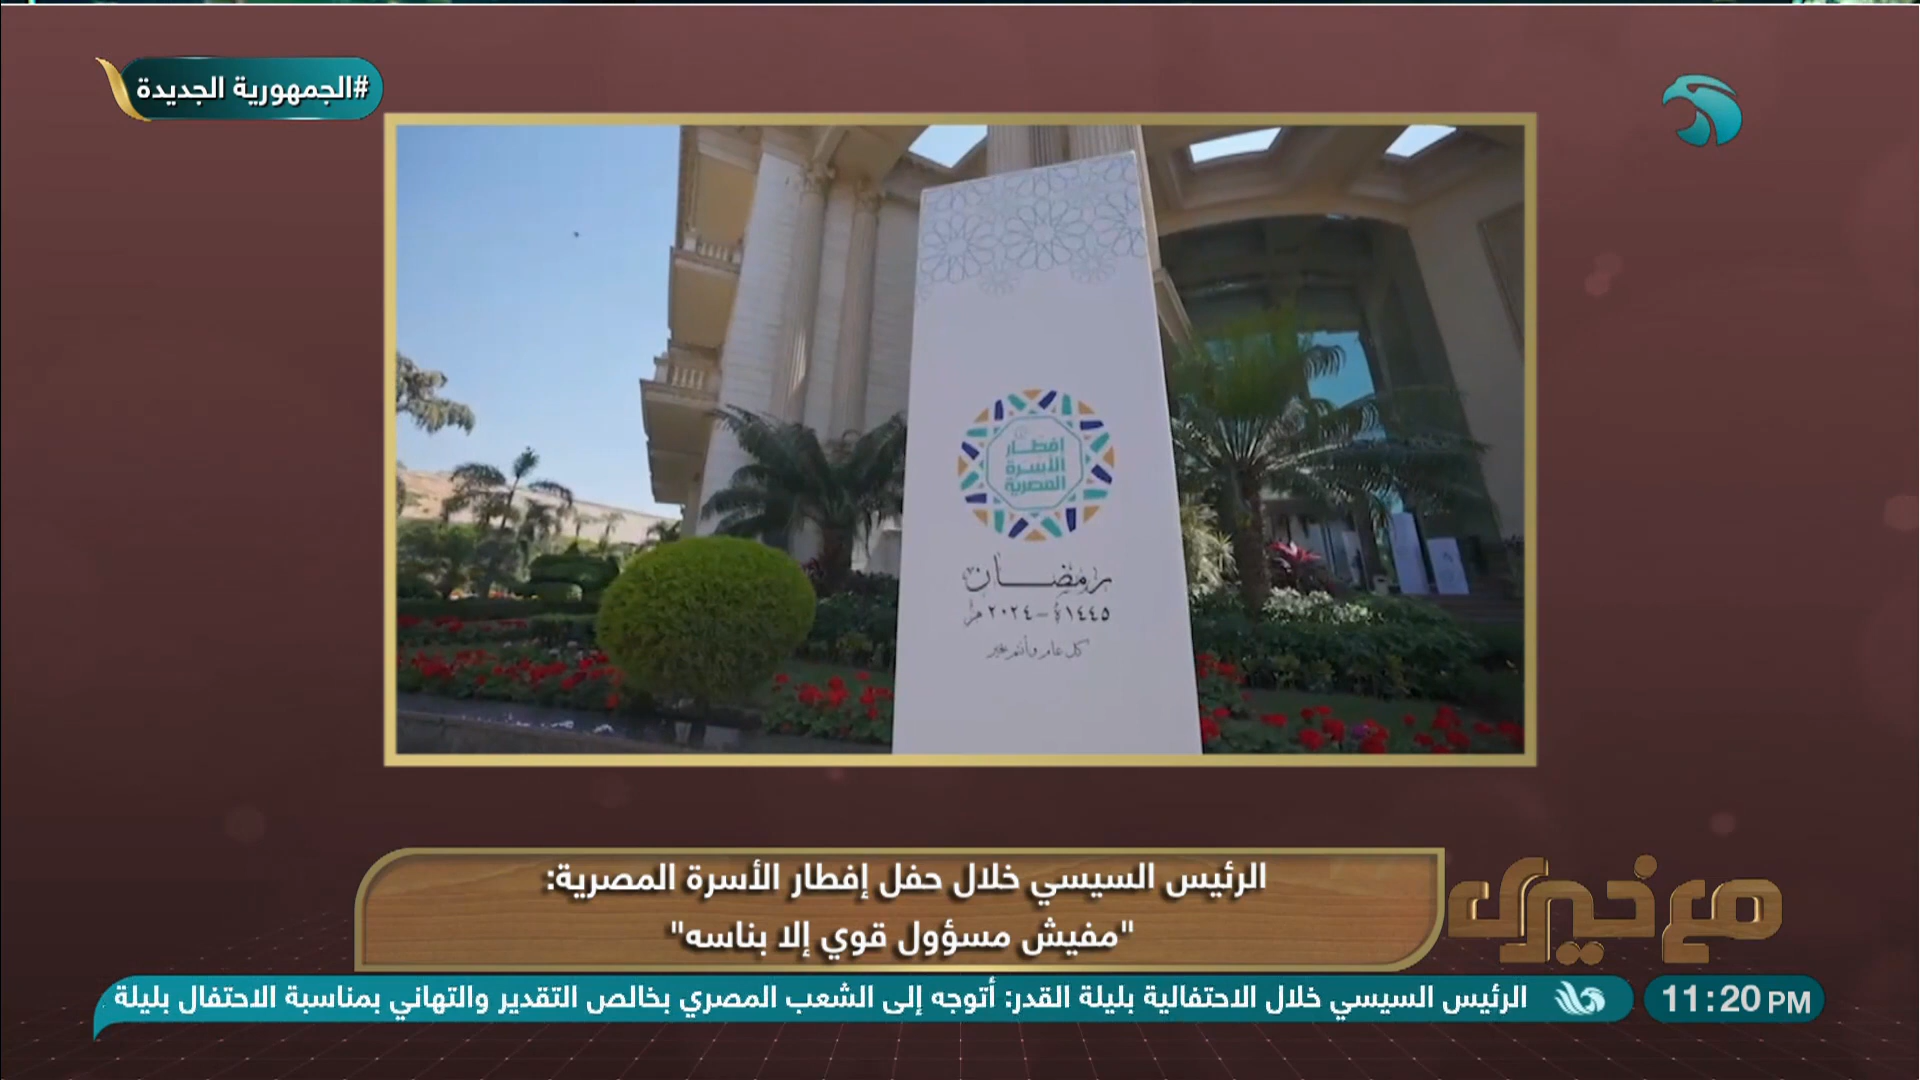 #الجمهورية الجديدة
إفطار
الأسرة
المصرية
رمضان
١٤٤٥ﻫ - ٢٠٢٤م
كل عام وأنتم بخير
الرئيس السيسي خلال حفل إفطار الأسرة المصرية:
"مفيش مسؤول قوي إلا بناسه"
مع خيري
الرئيس السيسي خلال الاحتفالية بليلة القدر: أتوجه إلى الشعب المصري بخالص التقدير والتهاني بمناسبة الاحتفال بليلة
11:20 PM